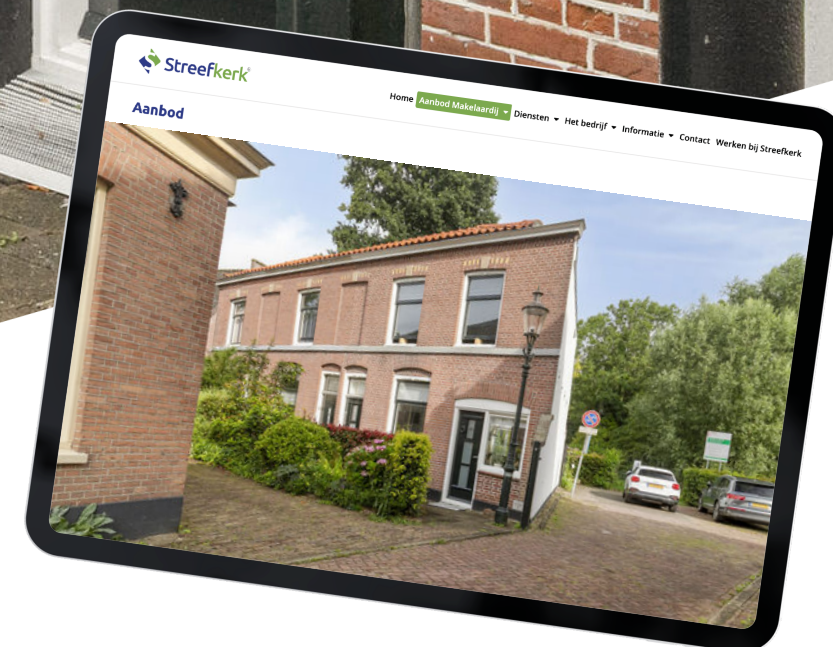 Streefkerk
Home Aanbod Makelaardij Diensten Het bedrijf Informatie Contact Werken bij Streefkerk
Aanbod